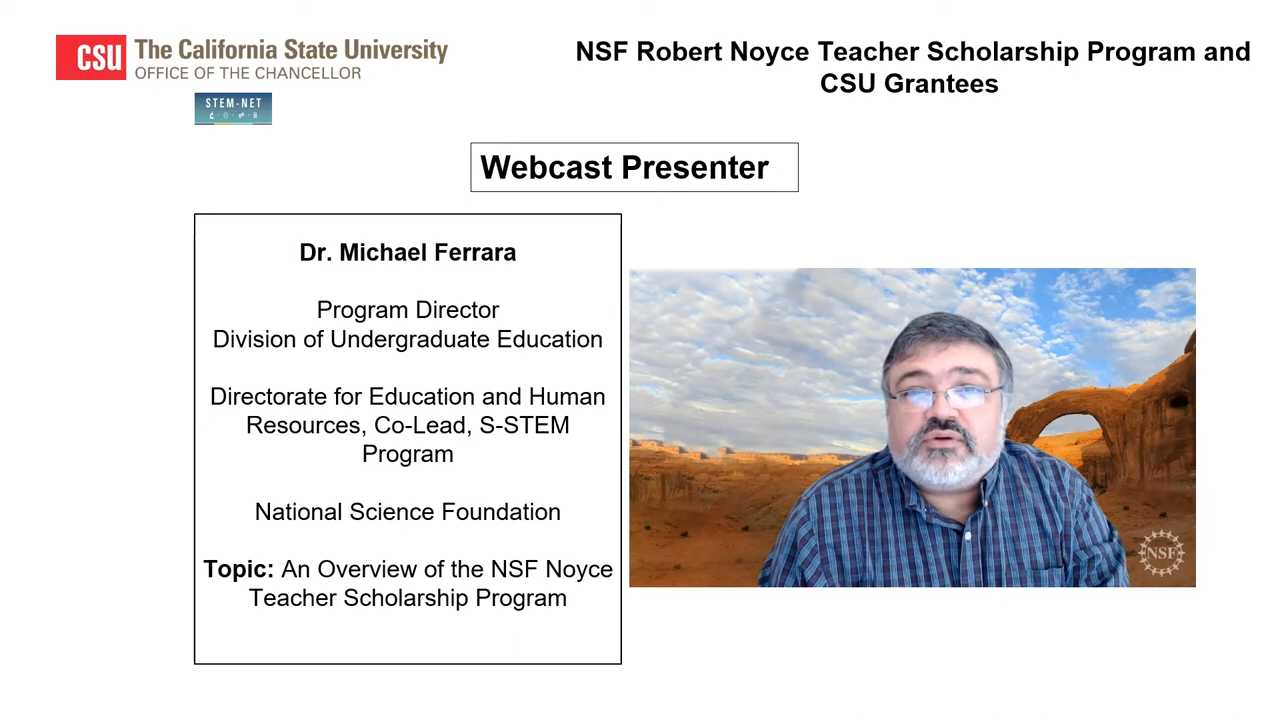 CSU The California State University
OFFICE OF THE CHANCELLOR
STEM-NET
NSF Robert Noyce Teacher Scholarship Program and
CSU Grantees
Webcast Presenter
Dr. Michael Ferrara
Program Director
Division of Undergraduate Education
Directorate for Education and Human
Resources, Co-Lead, S-STEM
Program
National Science Foundation
Topic: An Overview of the NSF Noyce
Teacher Scholarship Program
NSF